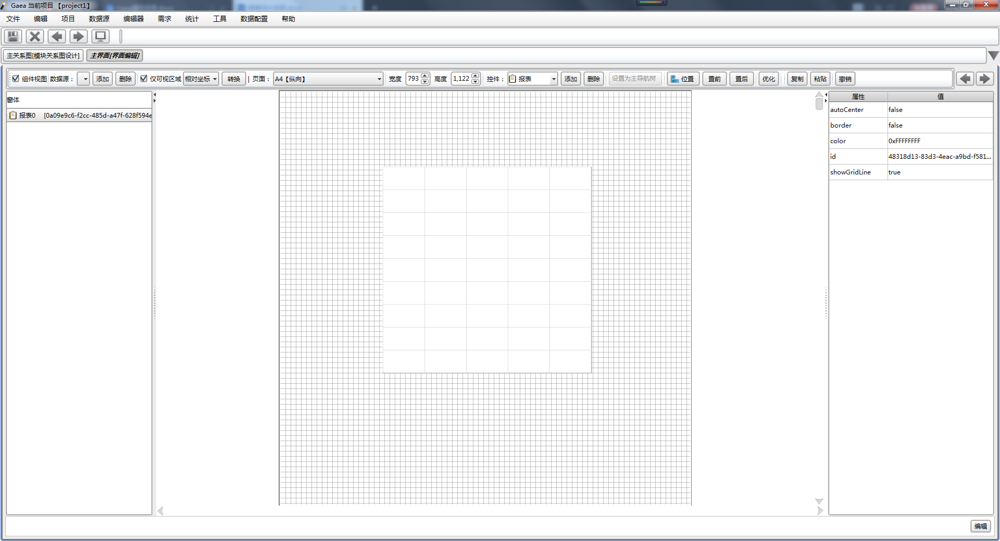 Gaea 当前项目 【project1】
文件 编辑 项目 数据源 编辑器 需求 统计 工具 数据配置 帮助
主关系图[模块关系图设计] 主界面[界面编辑]
组件视图 数据源： 添加 删除 仅可视区域 相对坐标 转换 | 页面： A4【纵向】 宽度 793 高度 1,122 控件： 报表 添加 删除 设置为主导航树 位置 置前 置后 优化 复制 粘贴 撤销
窗体
报表0 [0a09e9c6-f2cc-485d-a47f-628f594e
属性 值
autoCenter false
border false
color 0xFFFFFFFF
id 48318d13-83d3-4eac-a9bd-f581...
showGridLine true
编辑